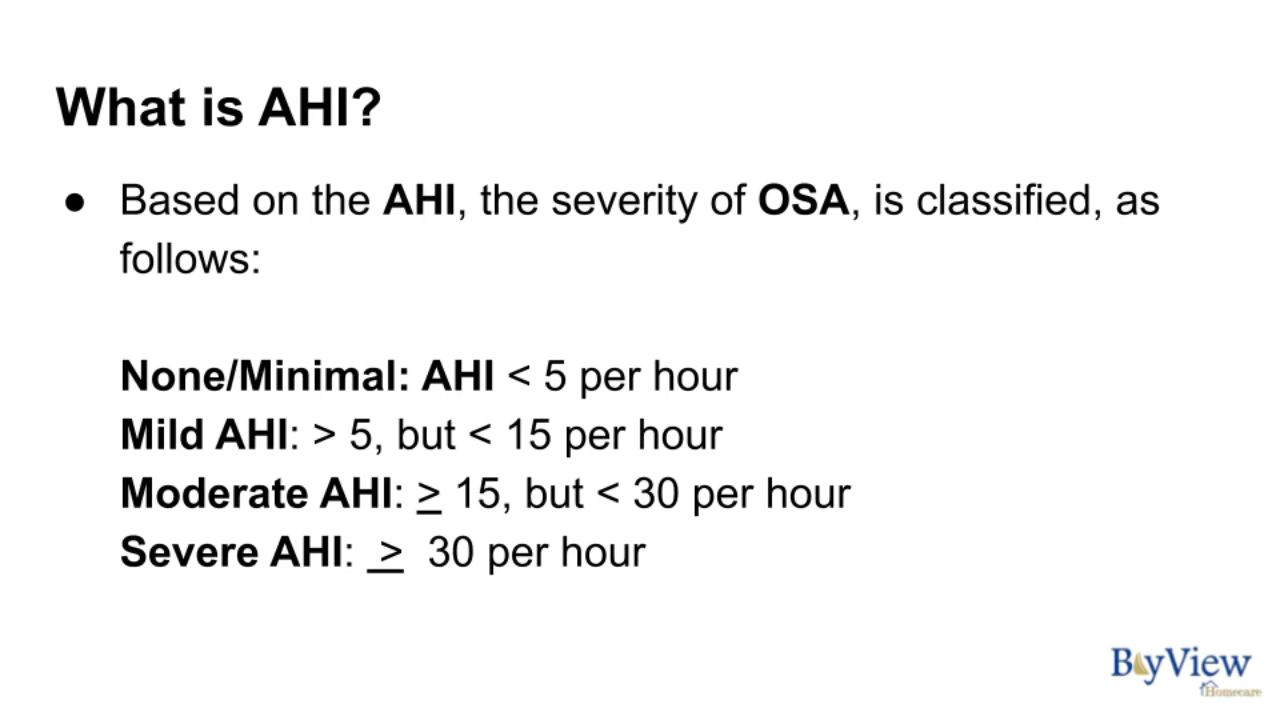 What is AHI?
● Based on the AHI, the severity of OSA, is classified, as
follows:
None/Minimal: AHI < 5 per hour
Mild AHI: > 5, but < 15 per hour
Moderate AHI: ≥ 15, but < 30 per hour
Severe AHI: ≥ 30 per hour
BayView
Homecare